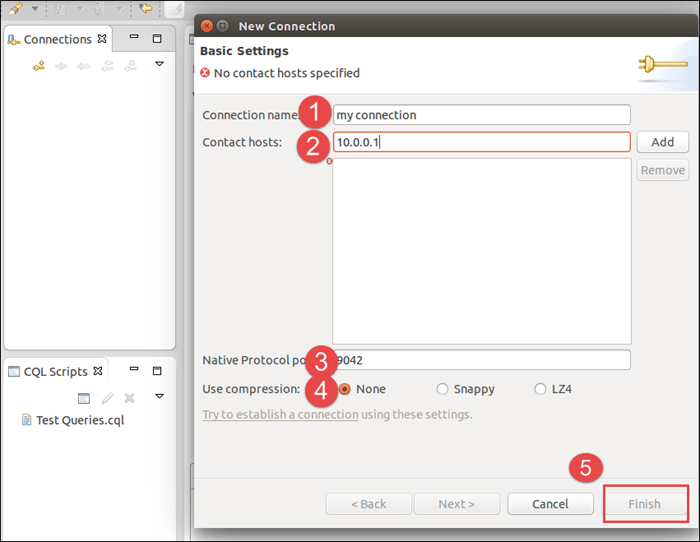 New Connection
Connections
Basic Settings
No contact hosts specified
Connection name: 1 my connection
Contact hosts: 2 10.0.0.1 Add
Remove
Native Protocol po 3 9042
CQL Scripts
Use compression: 4 None Snappy LZ4
Test Queries.cql
Try to establish a connection using these settings.
5
< Back Next > Cancel Finish